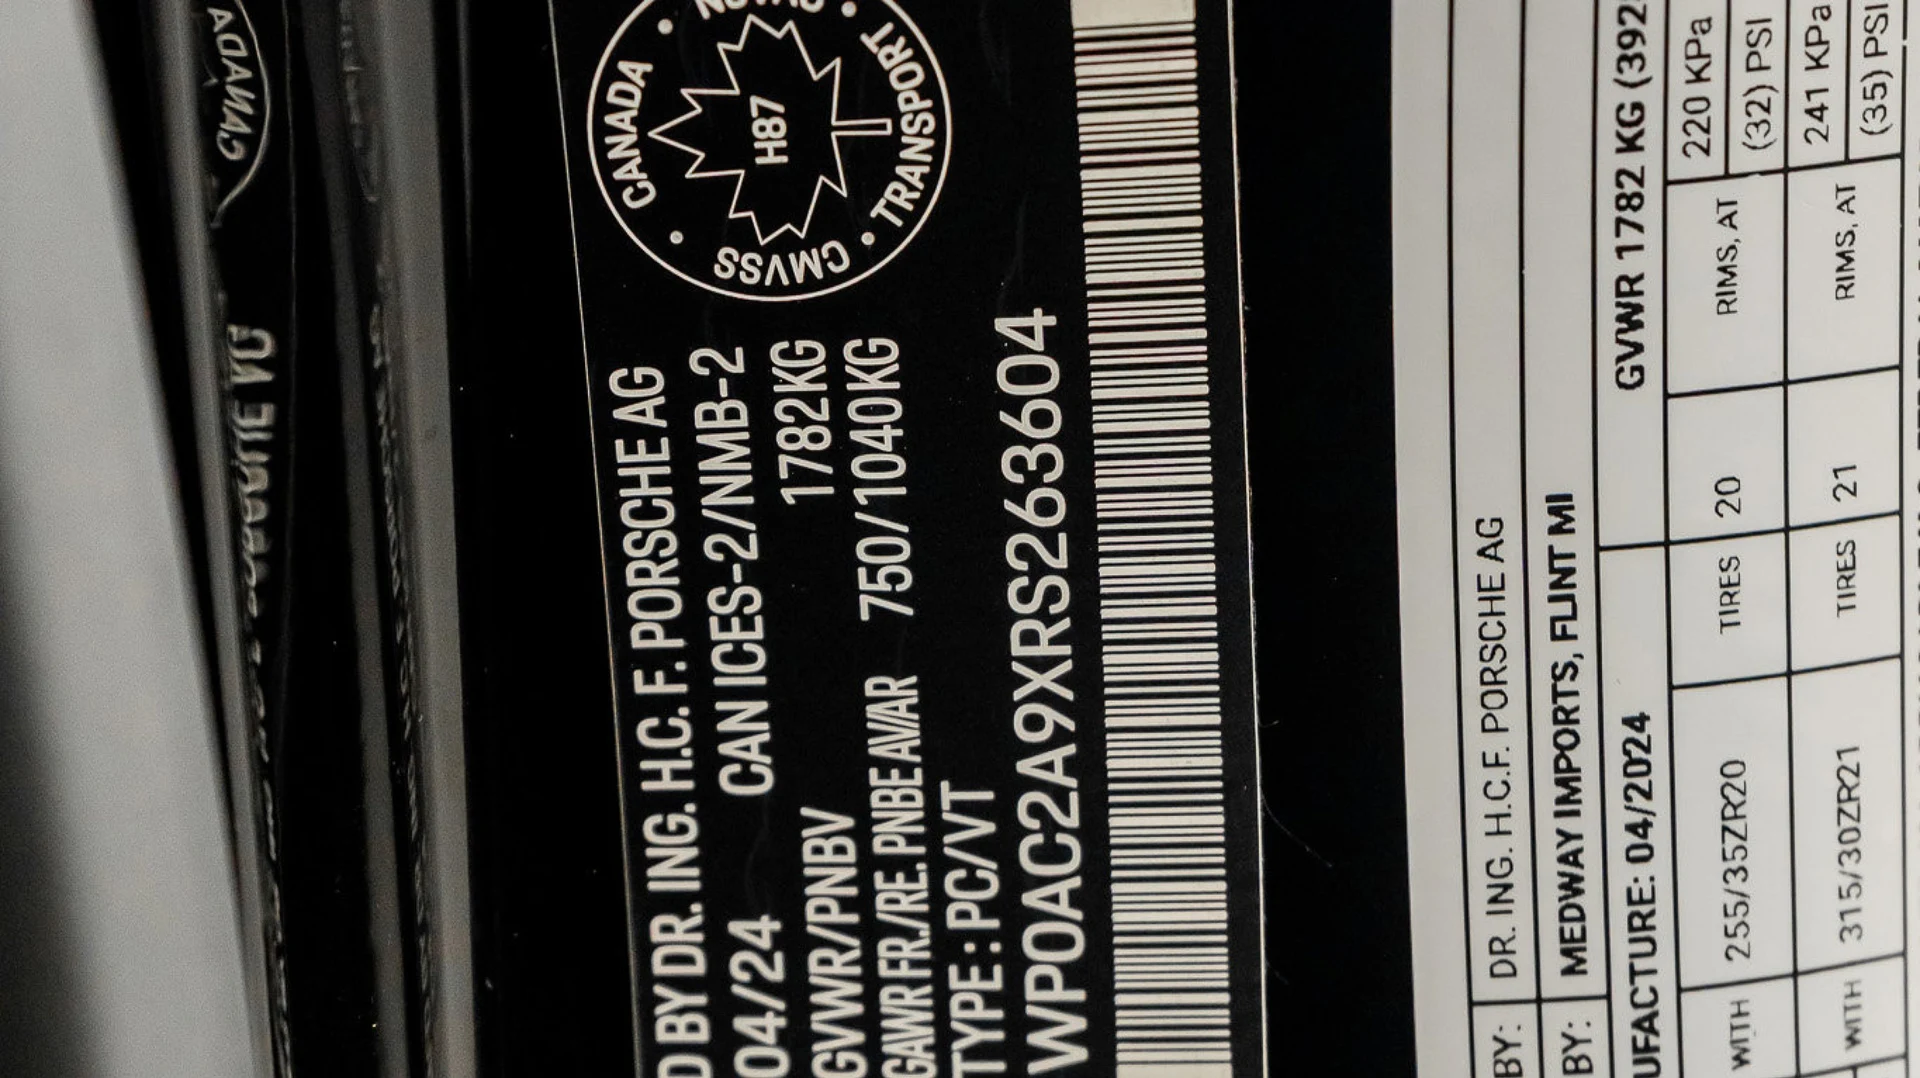 CANADA
TRANSPORT
CMVSS
H87
D BY DR. ING. H.C. F. PORSCHE AG
04/24 CAN ICES-2/NMB-2
GVWR/PNBV 1782KG
GAWR FR./RE. PNBE AV/AR 750/1040KG
TYPE : PC/VT
WP0AC2A9XRS263604
BY: DR. ING. H.C.F. PORSCHE AG
BY: MEDWAY IMPORTS, FLINT MI
UFACTURE: 04/2024 GVWR 1782 KG (392
WITH 255/35ZR20 TIRES 20 RIMS, AT 220 KPa
(32) PSI
WITH 315/30ZR21 TIRES 21 RIMS, AT 241 KPa
(35) PSI